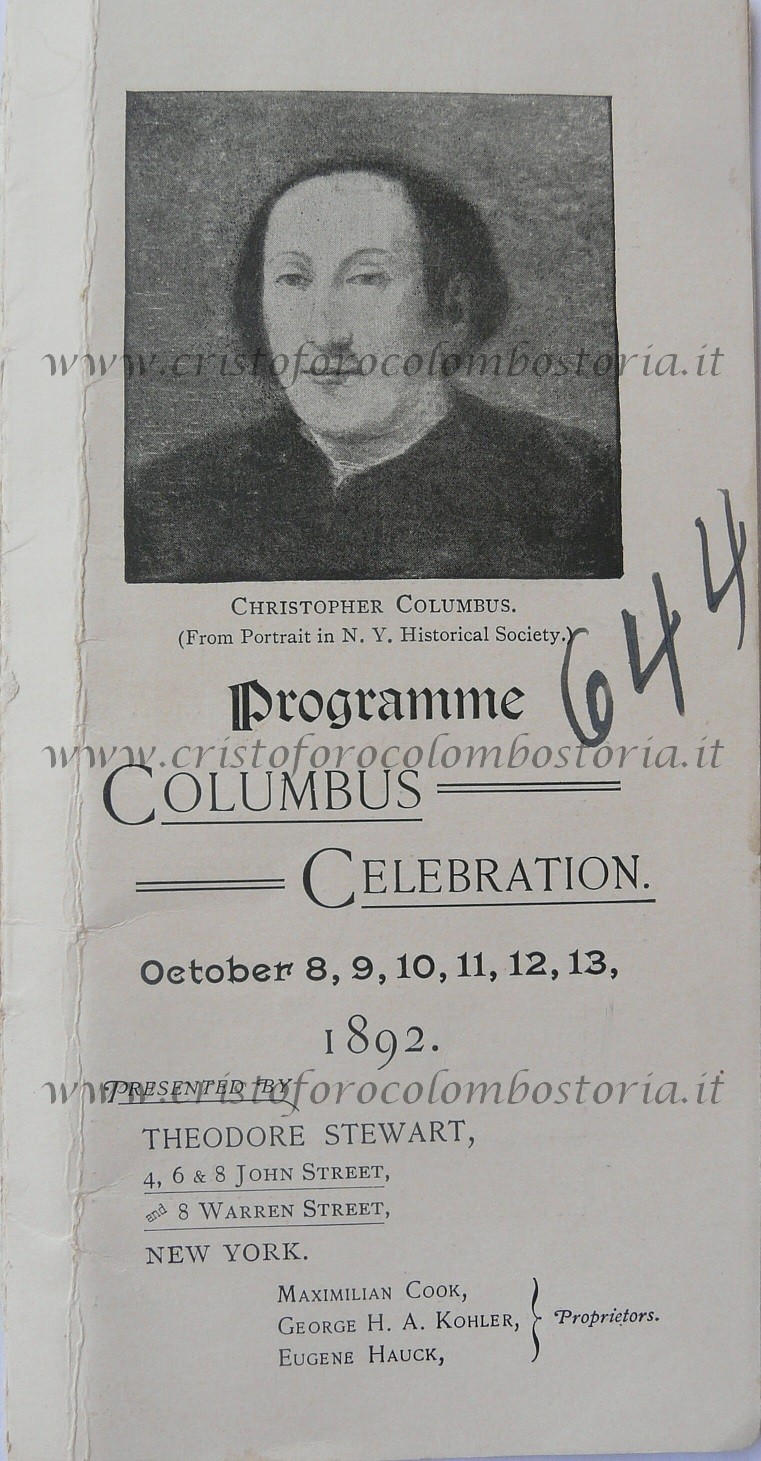 www.cristoforocolombostoria.it
CHRISTOPHER COLUMBUS.
(From Portrait in N. Y. Historical Society.)
644
Programme
www.cristoforocolombostoria.it
COLUMBUS
CELEBRATION.
October 8, 9, 10, 11, 12, 13,
1892.
PRESENTED BY
www.cristoforocolombostoria.it
THEODORE STEWART,
4, 6 & 8 JOHN STREET,
and 8 WARREN STREET,
NEW YORK.
MAXIMILIAN COOK,
GEORGE H. A. KOHLER, } Proprietors.
EUGENE HAUCK,